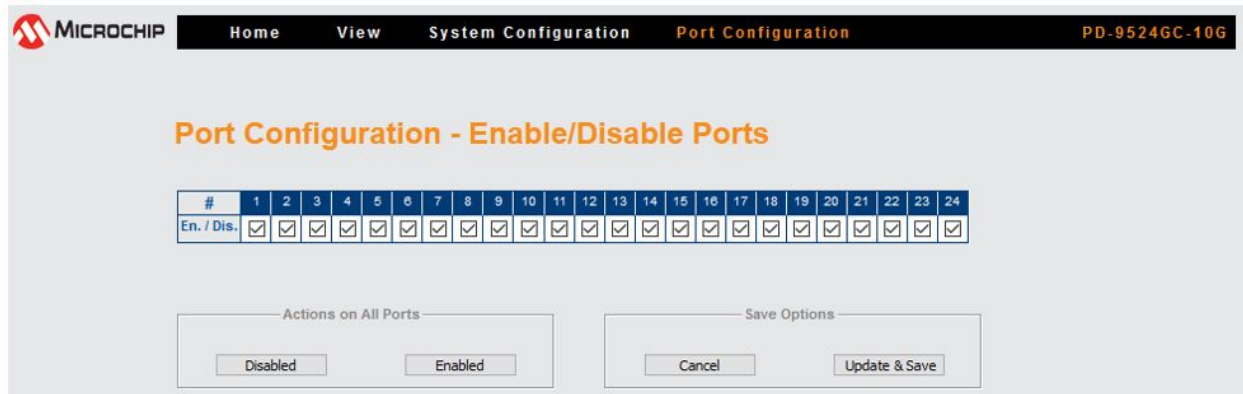 MICROCHIP Home View System Configuration Port Configuration PD-9524GC-10G
Port Configuration - Enable/Disable Ports
# 1 2 3 4 5 6 7 8 9 10 11 12 13 14 15 16 17 18 19 20 21 22 23 24
En. / Dis.
Actions on All Ports Save Options
Disabled Enabled Cancel Update & Save